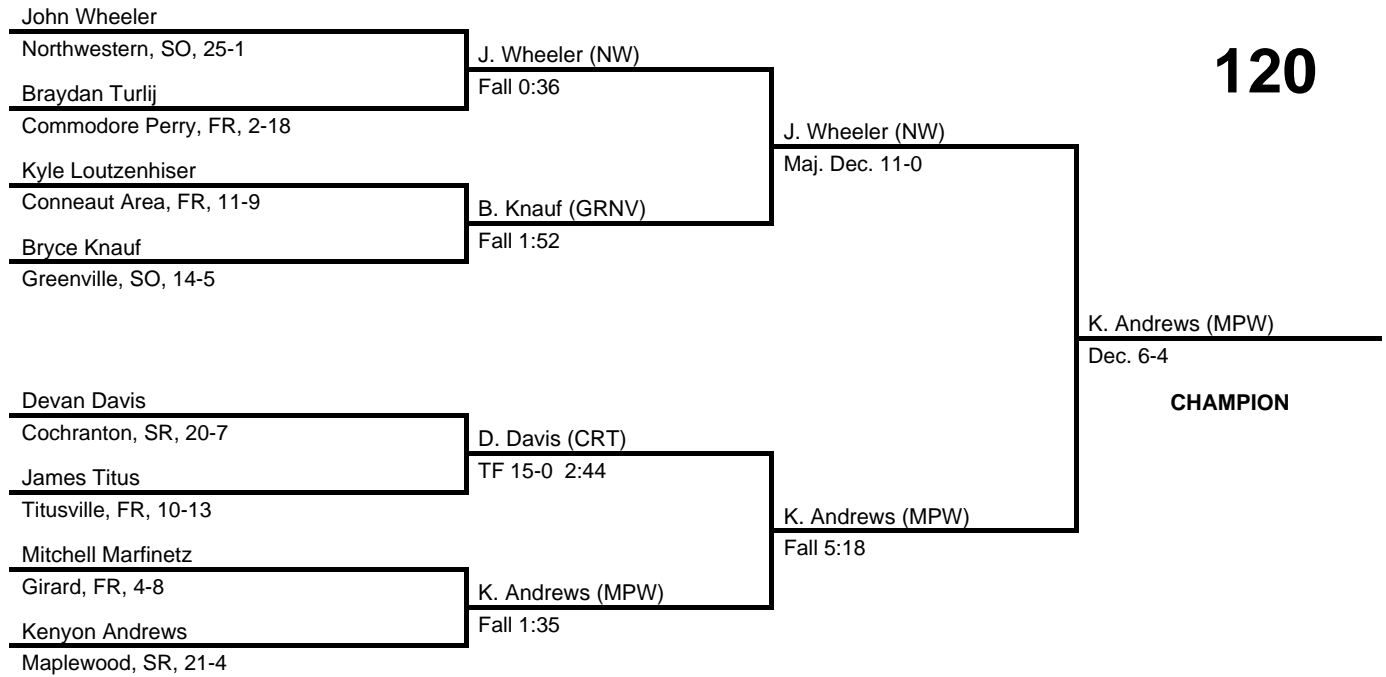 John Wheeler
Northwestern, SO, 25-1
Braydan Turlij
Commodore Perry, FR, 2-18
Kyle Loutzenhiser
Conneaut Area, FR, 11-9
Bryce Knauf
Greenville, SO, 14-5
Devan Davis
Cochranton, SR, 20-7
James Titus
Titusville, FR, 10-13
Mitchell Marfinetz
Girard, FR, 4-8
Kenyon Andrews
Maplewood, SR, 21-4
J. Wheeler (NW)
Fall 0:36
B. Knauf (GRNV)
Fall 1:52
D. Davis (CRT)
TF 15-0 2:44
K. Andrews (MPW)
Fall 1:35
J. Wheeler (NW)
Maj. Dec. 11-0
K. Andrews (MPW)
Fall 5:18
120
K. Andrews (MPW)
Dec. 6-4
CHAMPION